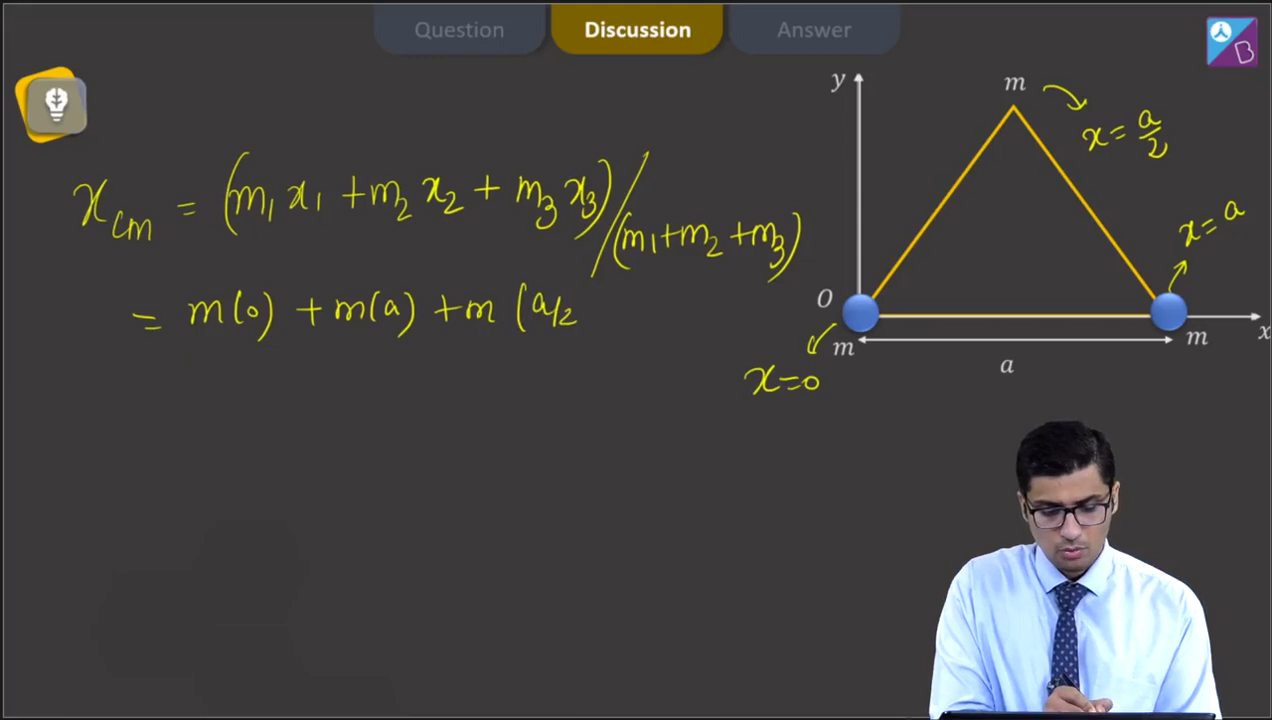 Question
Discussion
Answer
B
y
m
x = a/2
x_cm = (m₁x₁ + m₂x₂ + m₃x₃)/(m₁+m₂+m₃)
x = a
= m(0) + m(a) + m (a/2
O
m
m
x
a
x=0